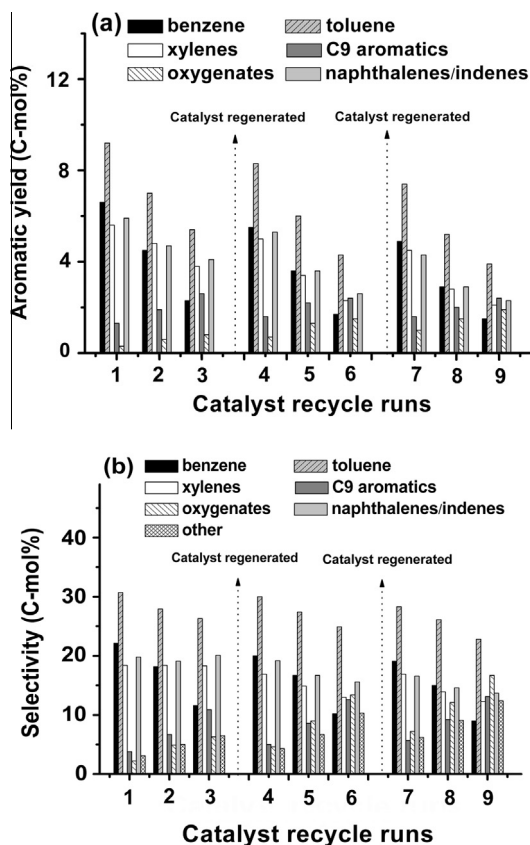 (a)
benzene toluene
xylenes C9 aromatics
oxygenates naphthalenes/indenes
Catalyst regenerated Catalyst regenerated
12
8
4
0
Aromatic yield (C-mol%)
1 2 3 4 5 6 7 8 9
Catalyst recycle runs
(b)
benzene toluene
xylenes C9 aromatics
oxygenates naphthalenes/indenes
other
Catalyst regenerated Catalyst regenerated
40
30
20
10
0
Selectivity (C-mol%)
1 2 3 4 5 6 7 8 9
Catalyst recycle runs